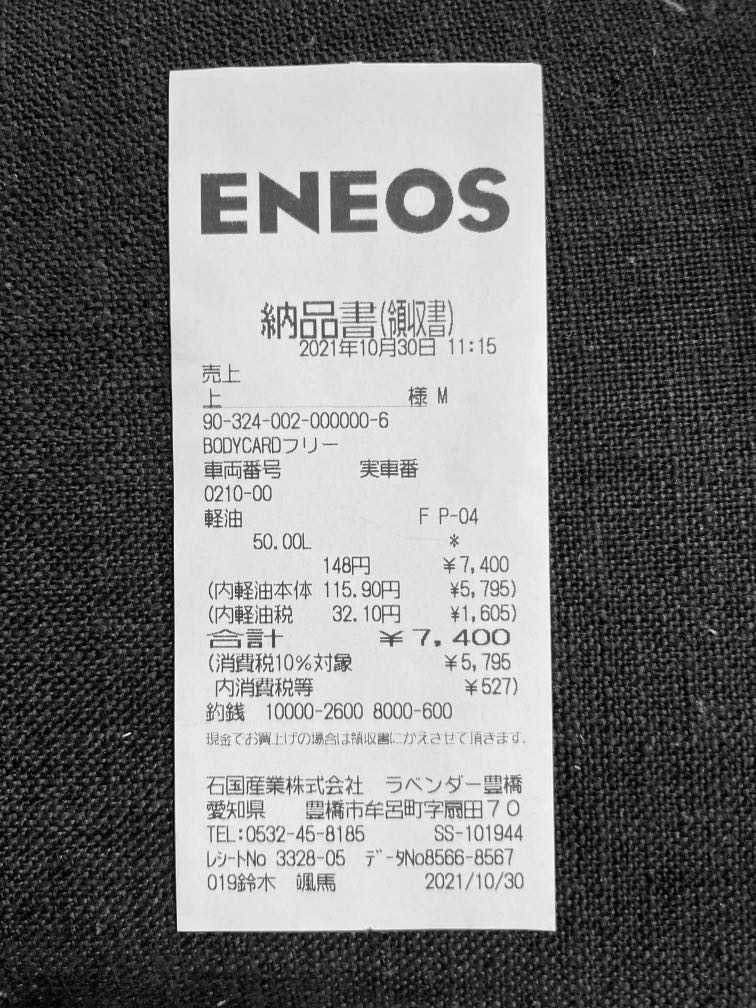 ENEOS
納品書(領収書)
2021年10月30日 11:15
売上
上 様 M
90-324-002-000000-6
BODYCARDフリー
車両番号 実車番
0210-00
軽油 F P-04
50.00L *
148円 ¥7,400
(内軽油本体 115.90円 ¥5,795)
(内軽油税 32.10円 ¥1,605)
合計 ¥7,400
(消費税10%対象 ¥5,795
内消費税等 ¥527)
釣銭 10000-2600 8000-600
現金でお買上げの場合は領収書にかえさせて頂きます。
石国産業株式会社 ラベンダー豊橋
愛知県 豊橋市牟呂町字扇田70
TEL:0532-45-8185 SS-101944
レシートNo 3328-05 データNo8566-8567
019鈴木 颯馬 2021/10/30